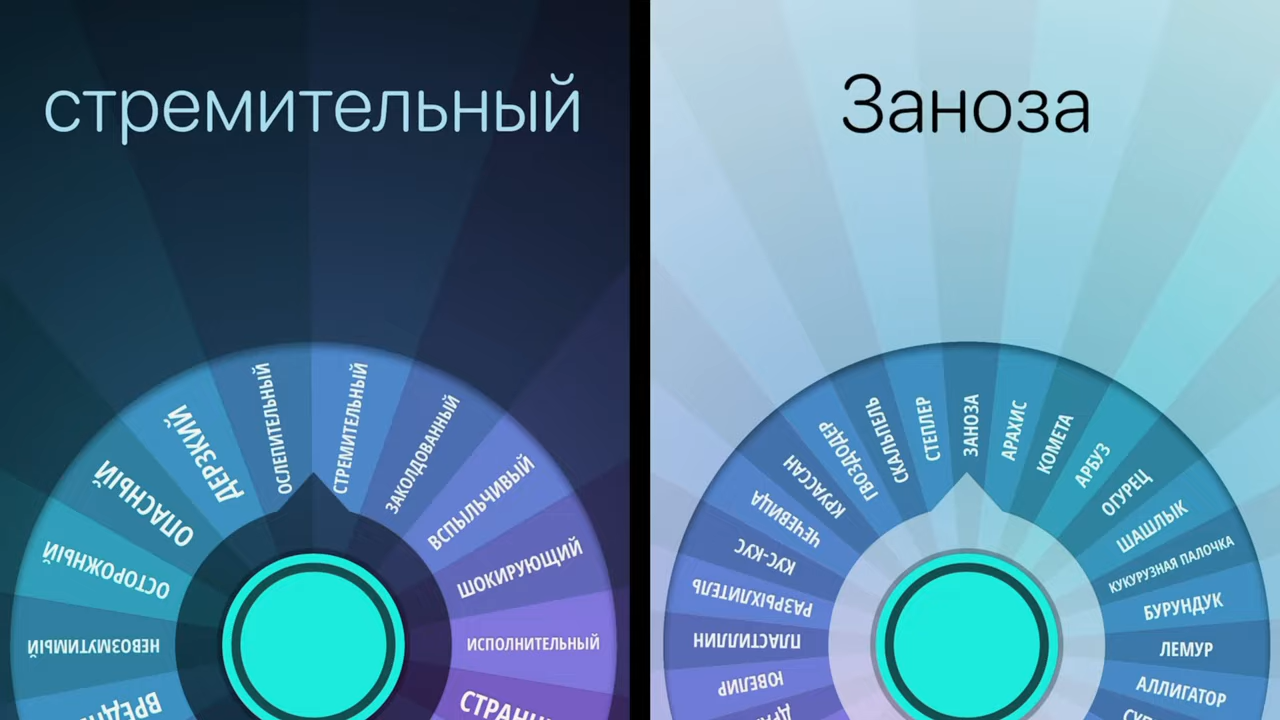 стремительный
ВРЕДН
НЕВОЗМУТИМЫЙ
ОСТОРОЖНЫЙ
ОПАСНЫЙ
ДЕРЗКИЙ
ОСЛЕПИТЕЛЬНЫЙ
СТРЕМИТЕЛЬНЫЙ
ЗАКОЛДОВАННЫЙ
ВСПЫЛЬЧИВЫЙ
ШОКИРУЮЩИЙ
ИСПОЛНИТЕЛЬНЫЙ
Заноза
ЮВЕЛИР
ПЛАСТИЛИН
РАЗРЫХЛИТЕЛЬ
КУС-КУС
ЧЕЧЕВИЦА
КРУАССАН
ГВОЗДОДЕР
СКАЛЬПЕЛЬ
СТЕПЛЕР
ЗАНОЗА
АРАХИС
КОМЕТА
АРБУЗ
ОГУРЕЦ
ШАШЛЫК
КУКУРУЗНАЯ ПАЛОЧКА
БУРУНДУК
ЛЕМУР
АЛЛИГАТОР